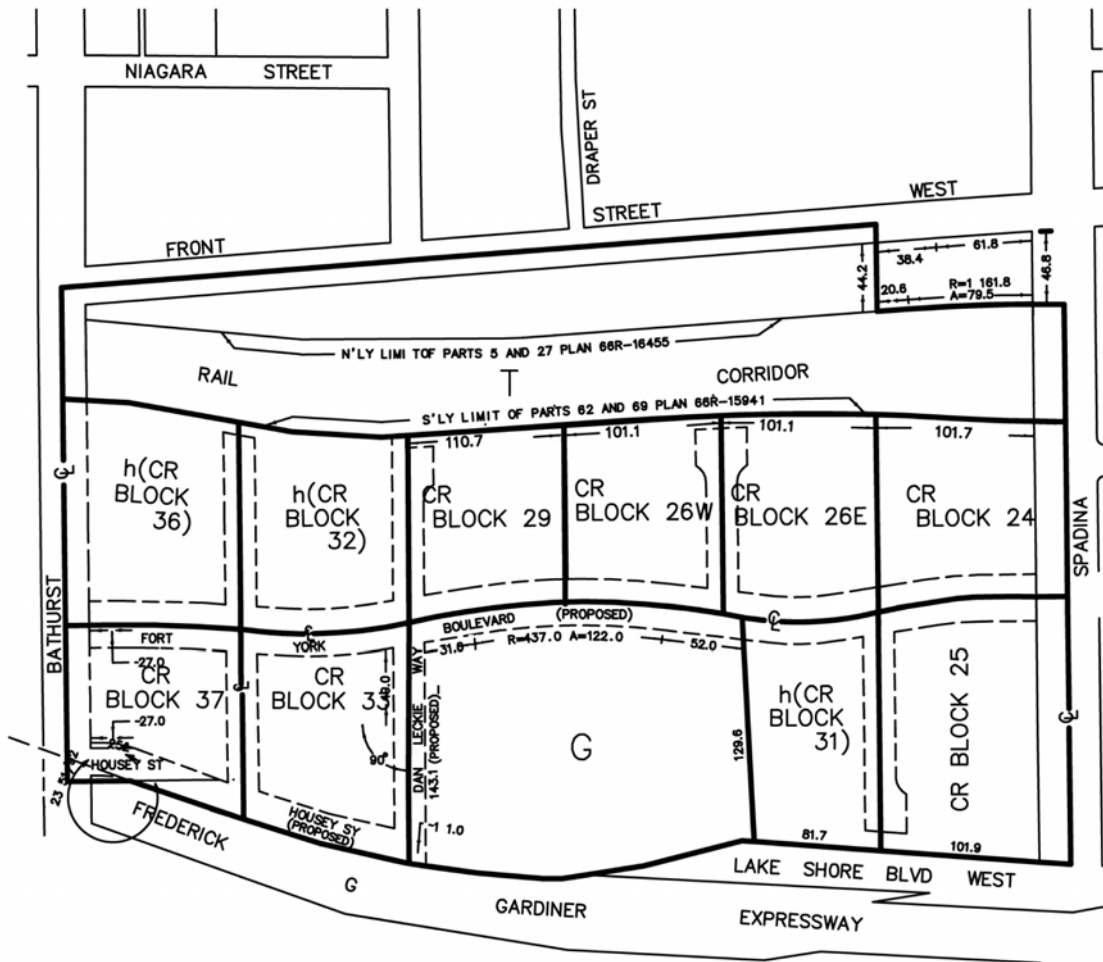 NIAGARA STREET
DRAPER ST
FRONT STREET WEST
38.4
61.8
44.2
46.8
20.6
R=1 161.8
A=79.5
N'LY LIMI TOF PARTS 5 AND 27 PLAN 66R-16455
RAIL T CORRIDOR
S'LY LIMIT OF PARTS 62 AND 69 PLAN 66R-15941
110.7
101.1
101.1
101.7
h(CR
BLOCK
36)
h(CR
BLOCK
32)
CR
BLOCK 29
CR
BLOCK 26W
CR
BLOCK 26E
CR
BLOCK 24
BATHURST
SPADINA
FORT YORK BOULEVARD (PROPOSED)
31.6
R=437.0 A=122.0
52.0
-27.0
CR
BLOCK 37
-27.0
HOUSEY ST
23 51 42
CR
BLOCK 33
90°
DAN LECKIE WAY
143.1 (PROPOSED)
HOUSEY SY
(PROPOSED)
1.0
G
129.6
h(CR
BLOCK
31)
CR BLOCK 25
81.7
101.9
LAKE SHORE BLVD WEST
FREDERICK G GARDINER EXPRESSWAY